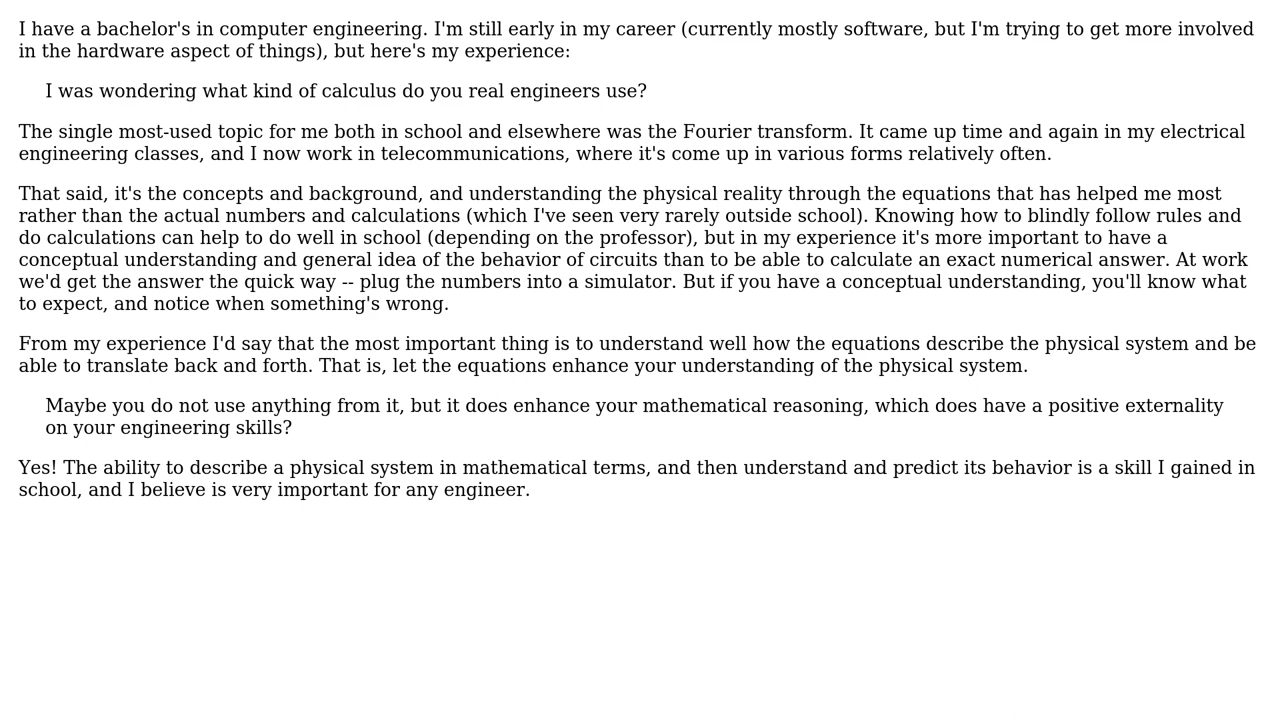 I have a bachelor's in computer engineering. I'm still early in my career (currently mostly software, but I'm trying to get more involved
in the hardware aspect of things), but here's my experience:
I was wondering what kind of calculus do you real engineers use?
The single most-used topic for me both in school and elsewhere was the Fourier transform. It came up time and again in my electrical
engineering classes, and I now work in telecommunications, where it's come up in various forms relatively often.
That said, it's the concepts and background, and understanding the physical reality through the equations that has helped me most
rather than the actual numbers and calculations (which I've seen very rarely outside school). Knowing how to blindly follow rules and
do calculations can help to do well in school (depending on the professor), but in my experience it's more important to have a
conceptual understanding and general idea of the behavior of circuits than to be able to calculate an exact numerical answer. At work
we'd get the answer the quick way -- plug the numbers into a simulator. But if you have a conceptual understanding, you'll know what
to expect, and notice when something's wrong.
From my experience I'd say that the most important thing is to understand well how the equations describe the physical system and be
able to translate back and forth. That is, let the equations enhance your understanding of the physical system.
Maybe you do not use anything from it, but it does enhance your mathematical reasoning, which does have a positive externality
on your engineering skills?
Yes! The ability to describe a physical system in mathematical terms, and then understand and predict its behavior is a skill I gained in
school, and I believe is very important for any engineer.